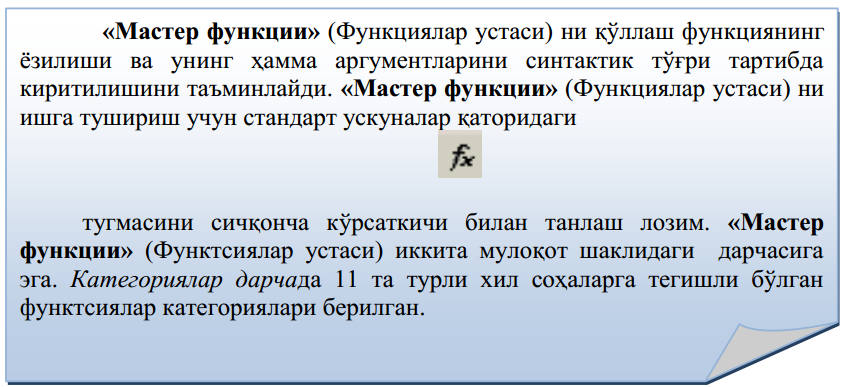 «Мастер функции» (Функциялар устаси) ни қўллаш функциянинг
ёзилиши ва унинг ҳамма аргументларини синтактик тўғри тартибда
киритилишини таъминлайди. «Мастер функции» (Функциялар устаси) ни
ишга тушириш учун стандарт ускуналар қаторидаги
fx
тугмасини сичқонча кўрсаткичи билан танлаш лозим. «Мастер
функции» (Функтсиялар устаси) иккита мулоқот шаклидаги дарчасига
эга. Категориялар дарчада 11 та турли хил соҳаларга тегишли бўлган
функтсиялар категориялари берилган.